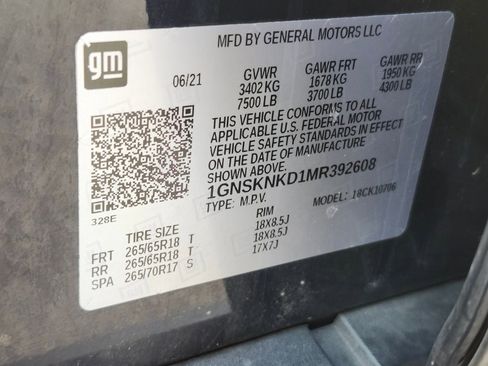 gm
MFD BY GENERAL MOTORS LLC
06/21 GVWR GAWR FRT GAWR RR
3402 KG 1678 KG 1950 KG
7500 LB 3700 LB 4300 LB
THIS VEHICLE CONFORMS TO ALL
APPLICABLE U.S. FEDERAL MOTOR
VEHICLE SAFETY STANDARDS IN EFFECT
ON THE DATE OF MANUFACTURE
SHOWN ABOVE.
1GNSKNKD1MR392608
TYPE: M.P.V. MODEL: 18CK10706
328E
TIRE SIZE RIM
FRT 265/65R18 T 18X8.5J
RR 265/65R18 T 18X8.5J
SPA 265/70R17 S 17X7J